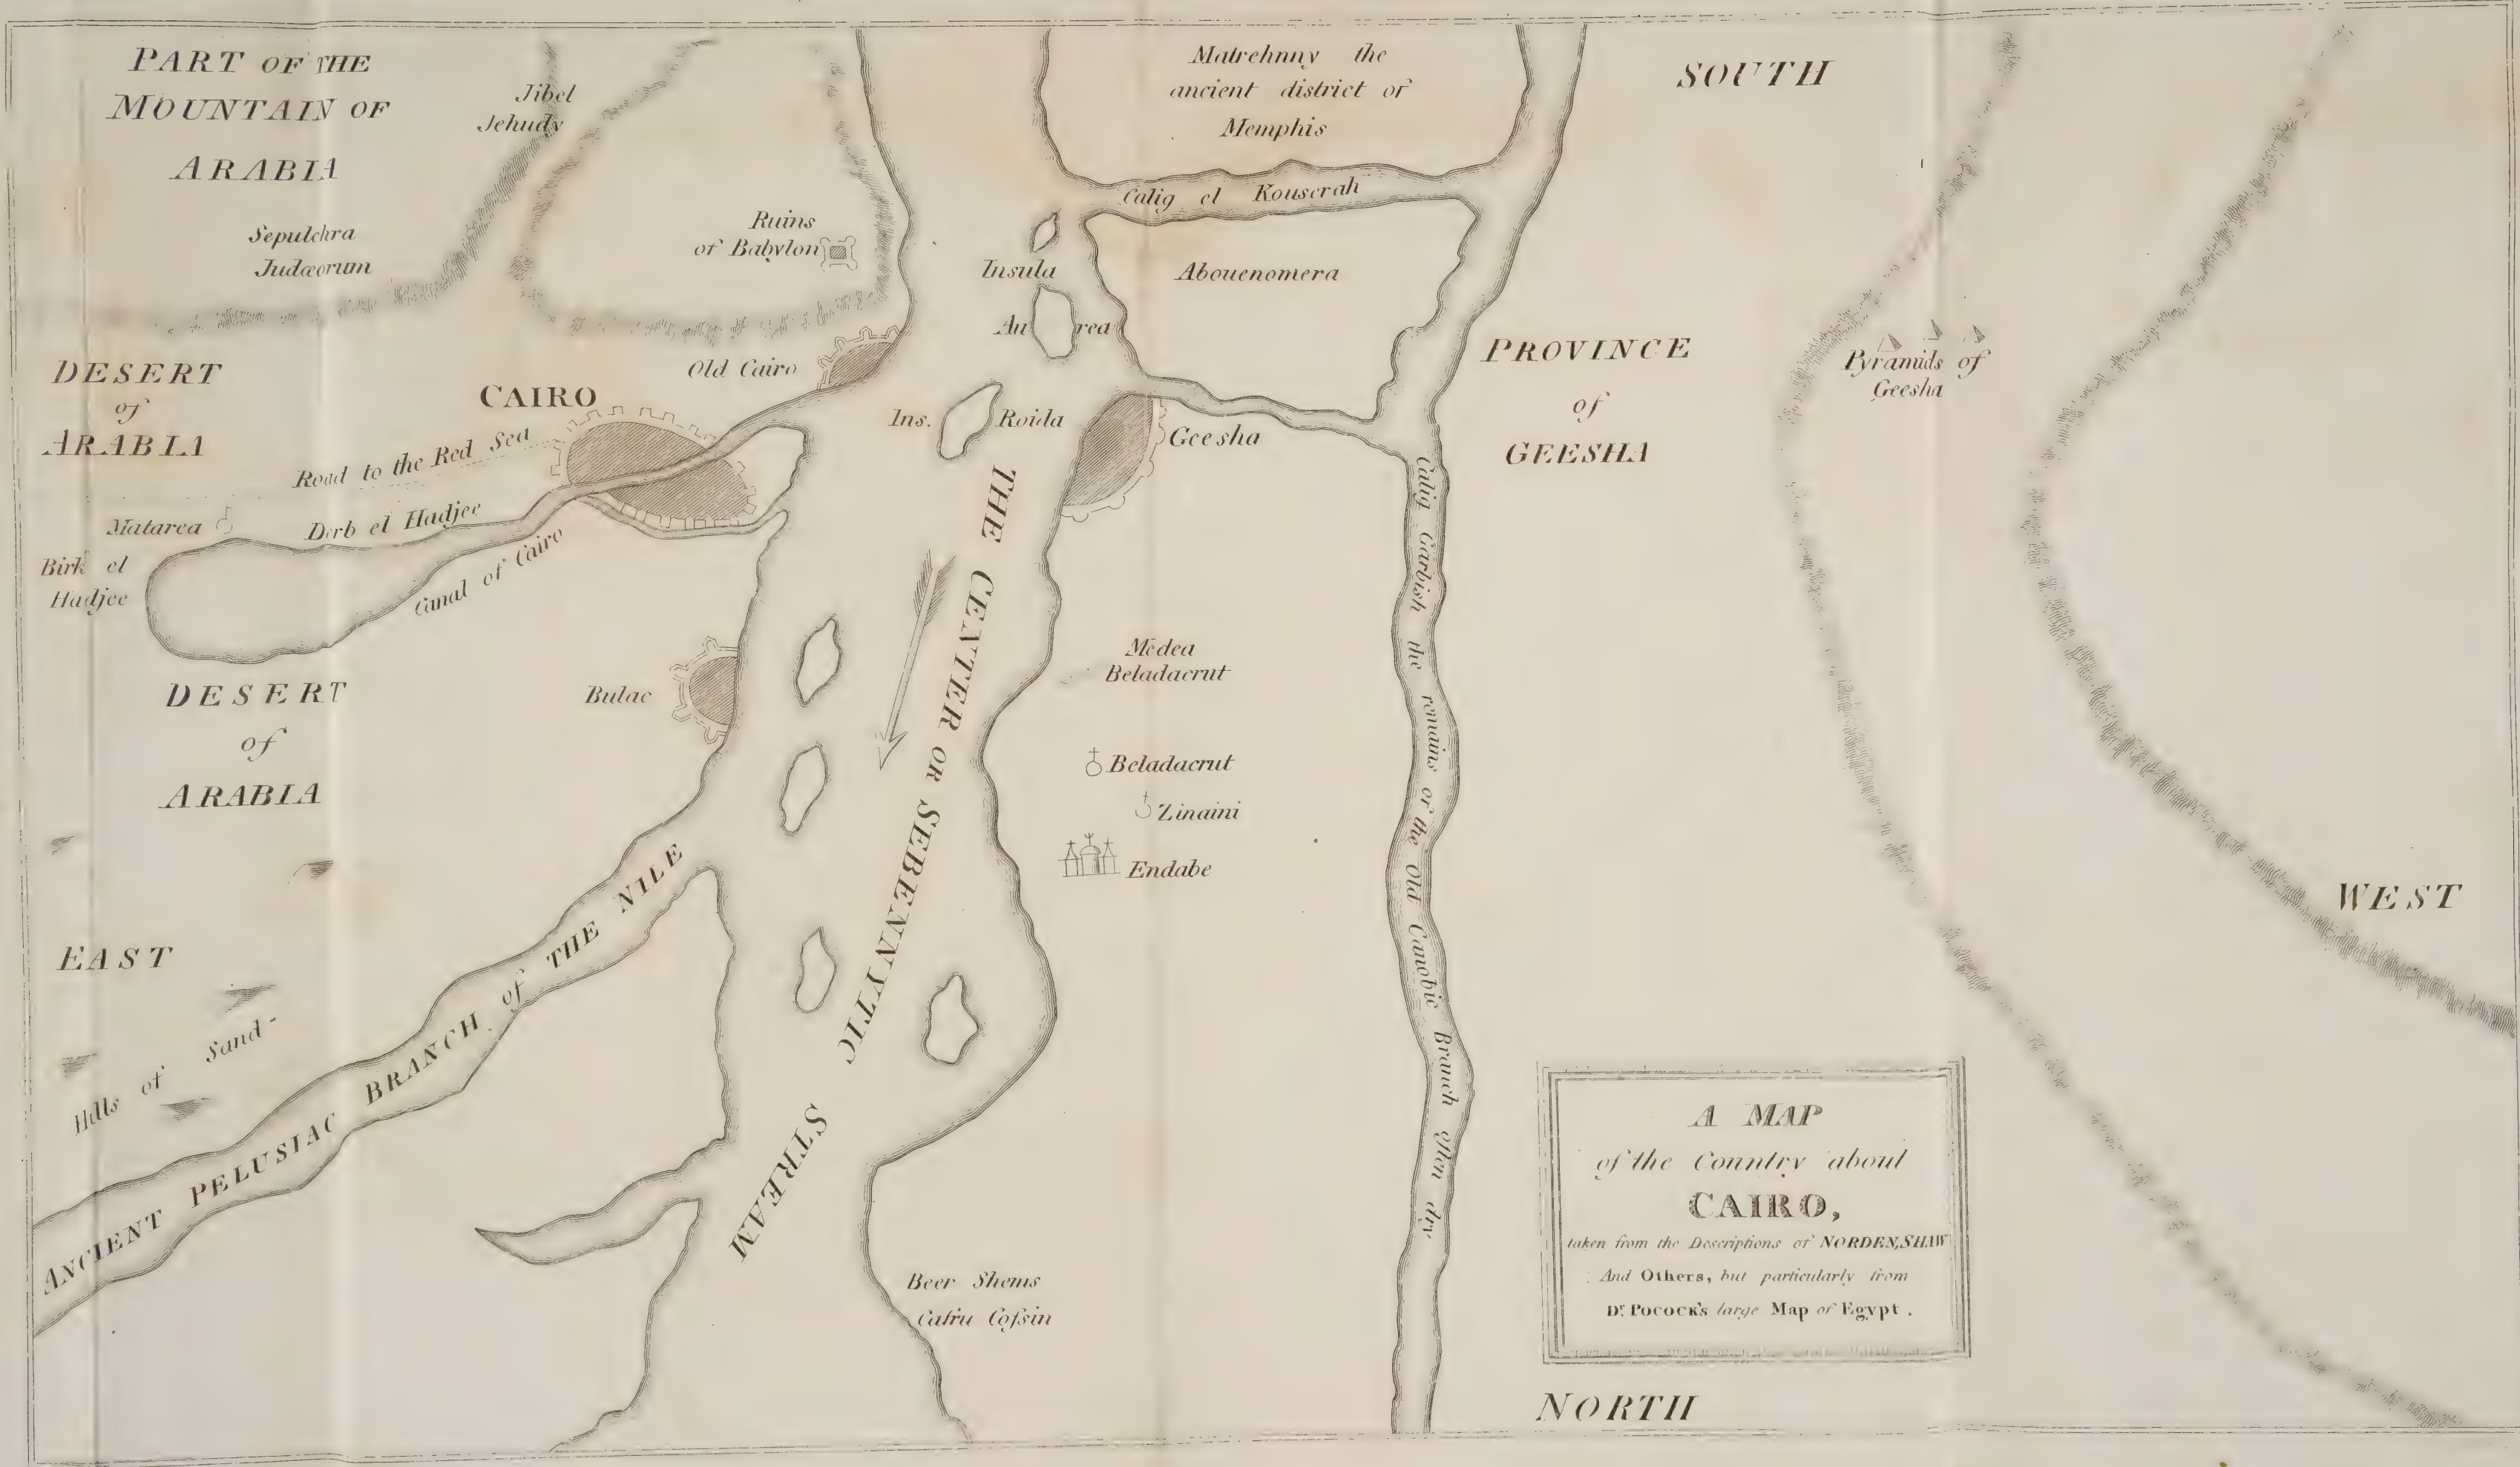 PART OF THE
MOUNTAIN OF
ARABIA
Jibel
Jehudy
Sepulchra
Judæorum
Ruins
of Babylon
Matrehnny the
ancient district of
Memphis
SOUTH
Calig el Kouserah
Insula
Aurea
Abouenomera
DESERT
of
ARABIA
Old Cairo
CAIRO
Road to the Red Sea
Ins. Roida
Geesha
PROVINCE
of
GEESHA
Pyramids of
Geesha
Matarea
Derb el Hadjee
Birk el
Hadjee
Canal of Cairo
DESERT
of
ARABIA
Bulac
Medea
Beladacrut
Beladacrut
Zinaini
Endabe
THE CENTER OR SEBENNYTIC STREAM
Calig Garbish the remains of the Old Canobic Branch often dry
WEST
EAST
Hills of Sand-
ANCIENT PELUSIAC BRANCH of THE NILE
Beer Shems
Cafru Cofsin
A MAP
of the Country about
CAIRO,
taken from the Descriptions of NORDEN, SHAW
And Others, but particularly from
Dr. POCOCK's large Map of Egypt.
NORTH